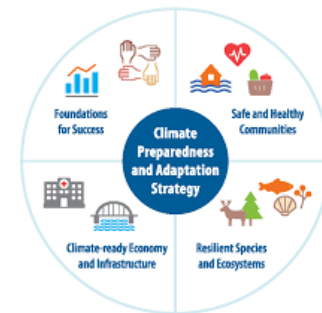 Foundations
for Success
Safe and Healthy
Communities
Climate
Preparedness
and Adaptation
Strategy
Climate-ready Economy
and Infrastructure
Resilient Species
and Ecosystems